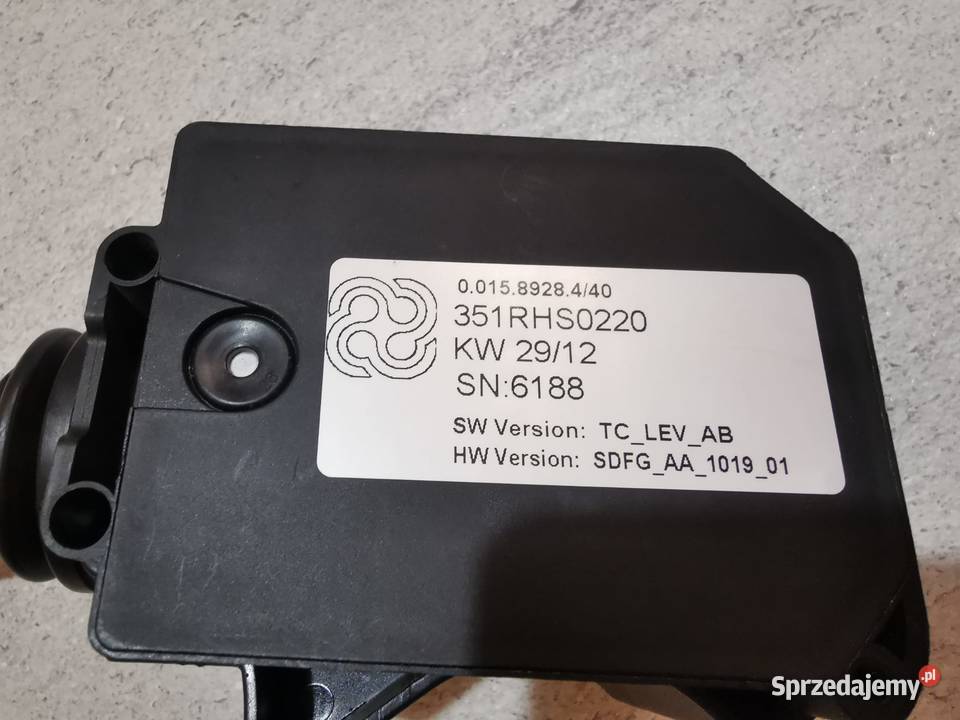 0.015.8928.4/40
351RHS0220
KW 29/12
SN:6188
SW Version: TC_LEV_AB
HW Version: SDFG_AA_1019_01
Sprzedajemy.pl